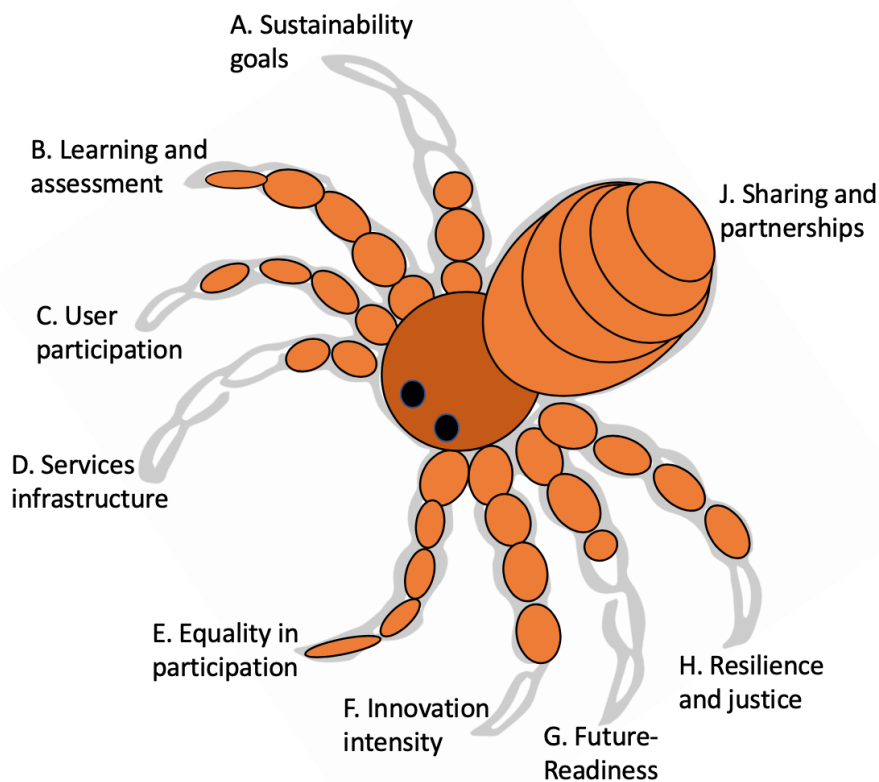 A. Sustainability
goals
B. Learning and
assessment
J. Sharing and
partnerships
C. User
participation
D. Services
infrastructure
E. Equality in
participation
F. Innovation
intensity
G. Future-
Readiness
H. Resilience
and justice